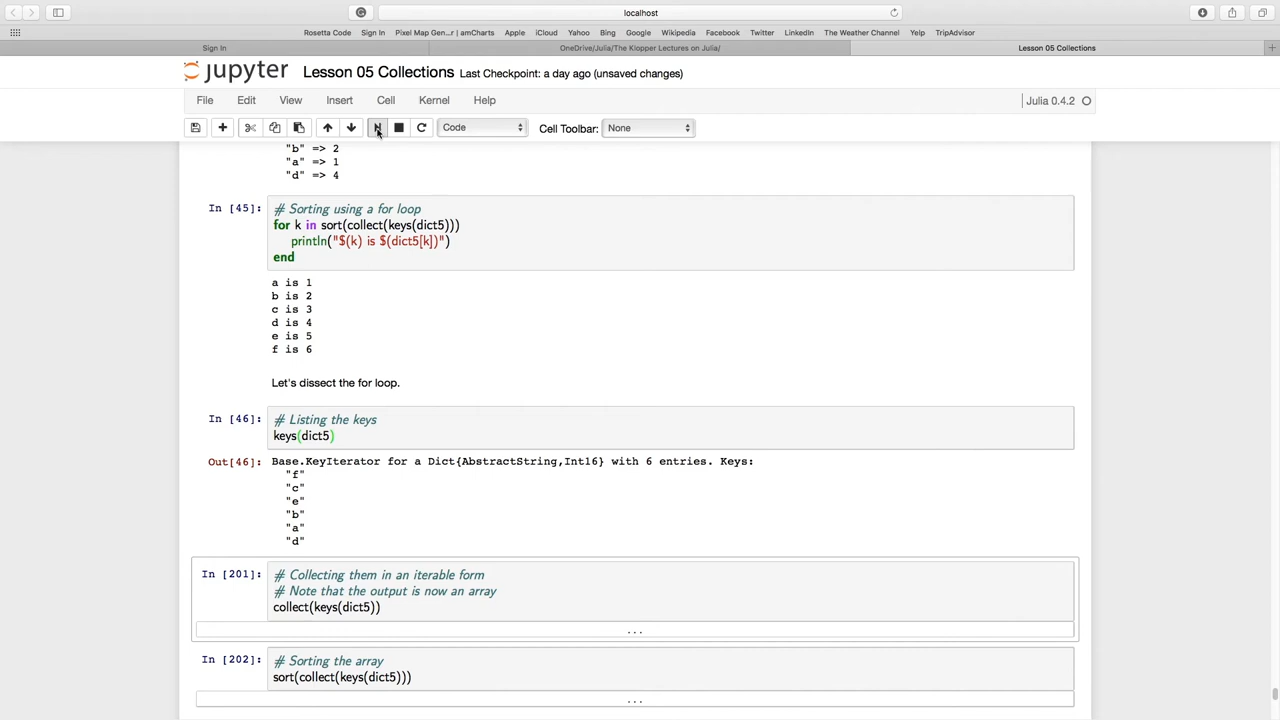 localhost
Rosetta Code Sign In Pixel Map Gen...r | amCharts Apple iCloud Yahoo Bing Google Wikipedia Facebook Twitter LinkedIn The Weather Channel Yelp TripAdvisor
Sign In OneDrive/Julia/The Klopper Lectures on Julia/ Lesson 05 Collections
jupyter Lesson 05 Collections Last Checkpoint: a day ago (unsaved changes)
File Edit View Insert Cell Kernel Help Julia 0.4.2
Code Cell Toolbar: None
"b" => 2
"a" => 1
"d" => 4
In [45]: # Sorting using a for loop
for k in sort(collect(keys(dict5)))
println("$(k) is $(dict5[k])")
end
a is 1
b is 2
c is 3
d is 4
e is 5
f is 6
Let's dissect the for loop.
In [46]: # Listing the keys
keys(dict5)
Out[46]: Base.KeyIterator for a Dict{AbstractString,Int16} with 6 entries. Keys:
"f"
"c"
"e"
"b"
"a"
"d"
In [201]: # Collecting them in an iterable form
# Note that the output is now an array
collect(keys(dict5))
...
In [202]: # Sorting the array
sort(collect(keys(dict5)))
...